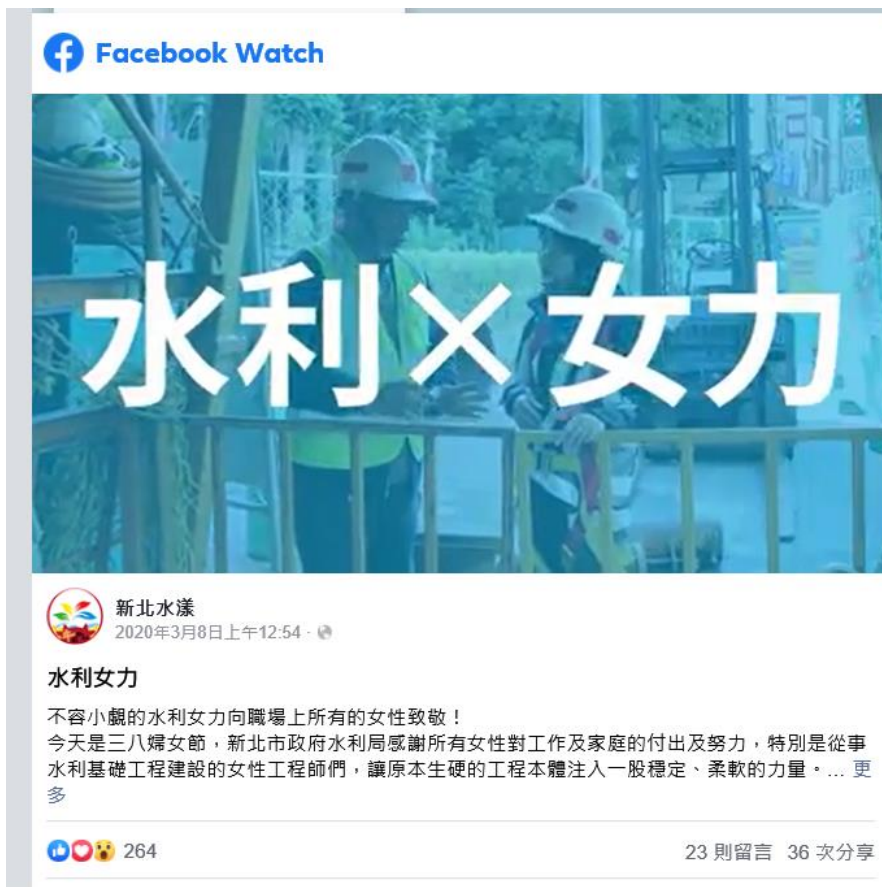 Facebook Watch
水利×女力
新北水漾
2020年3月8日上午12:54 ·
水利女力
不容小覷的水利女力向職場上所有的女性致敬！
今天是三八婦女節，新北市政府水利局感謝所有女性對工作及家庭的付出及努力，特別是從事
水利基礎工程建設的女性工程師們，讓原本生硬的工程本體注入一股穩定、柔軟的力量。... 更
多
264
23 則留言 36 次分享